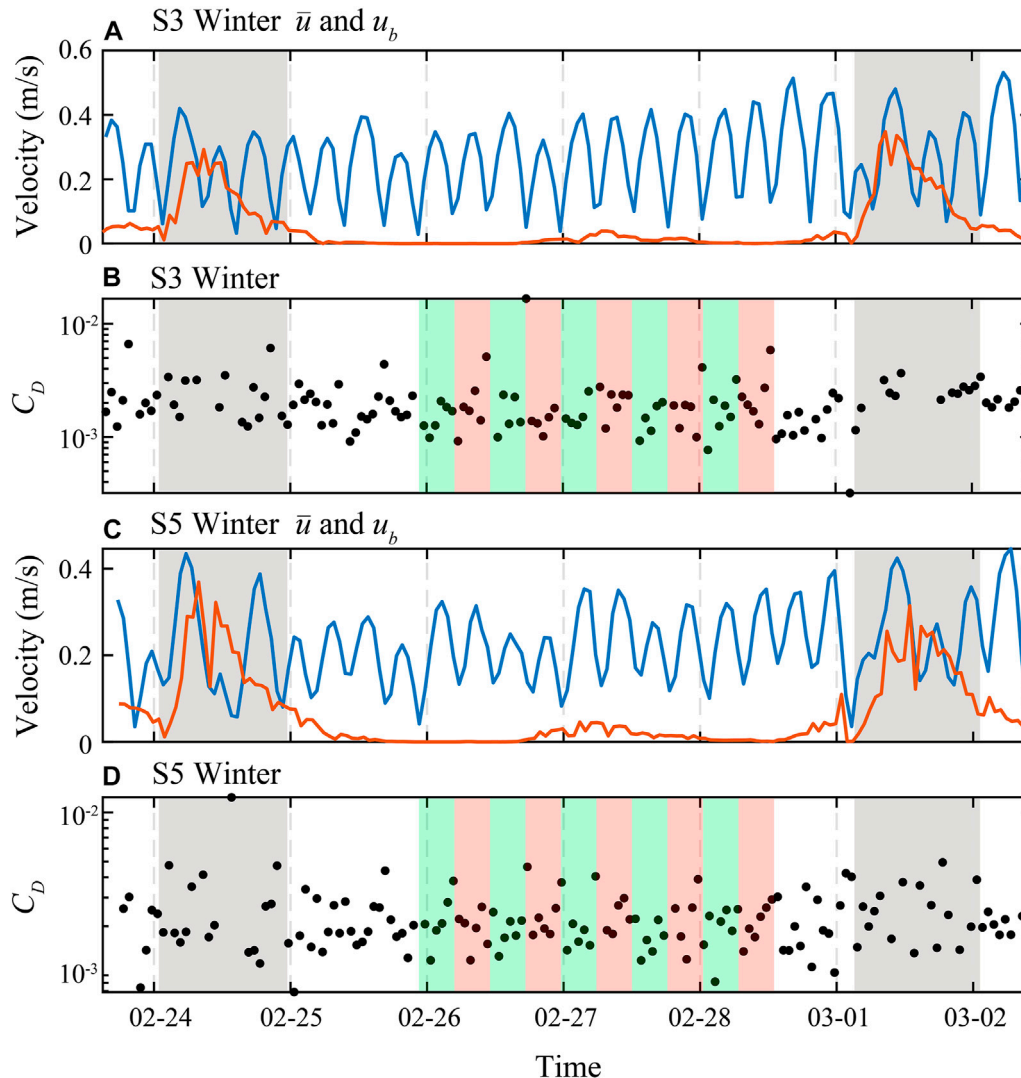 A S3 Winter u̅ and u_b
Velocity (m/s)
0.6
0.4
0.2
0
B S3 Winter
C_D
10⁻²
10⁻³
C S5 Winter u̅ and u_b
Velocity (m/s)
0.4
0.2
0
D S5 Winter
C_D
10⁻²
10⁻³
02-24 02-25 02-26 02-27 02-28 03-01 03-02
Time